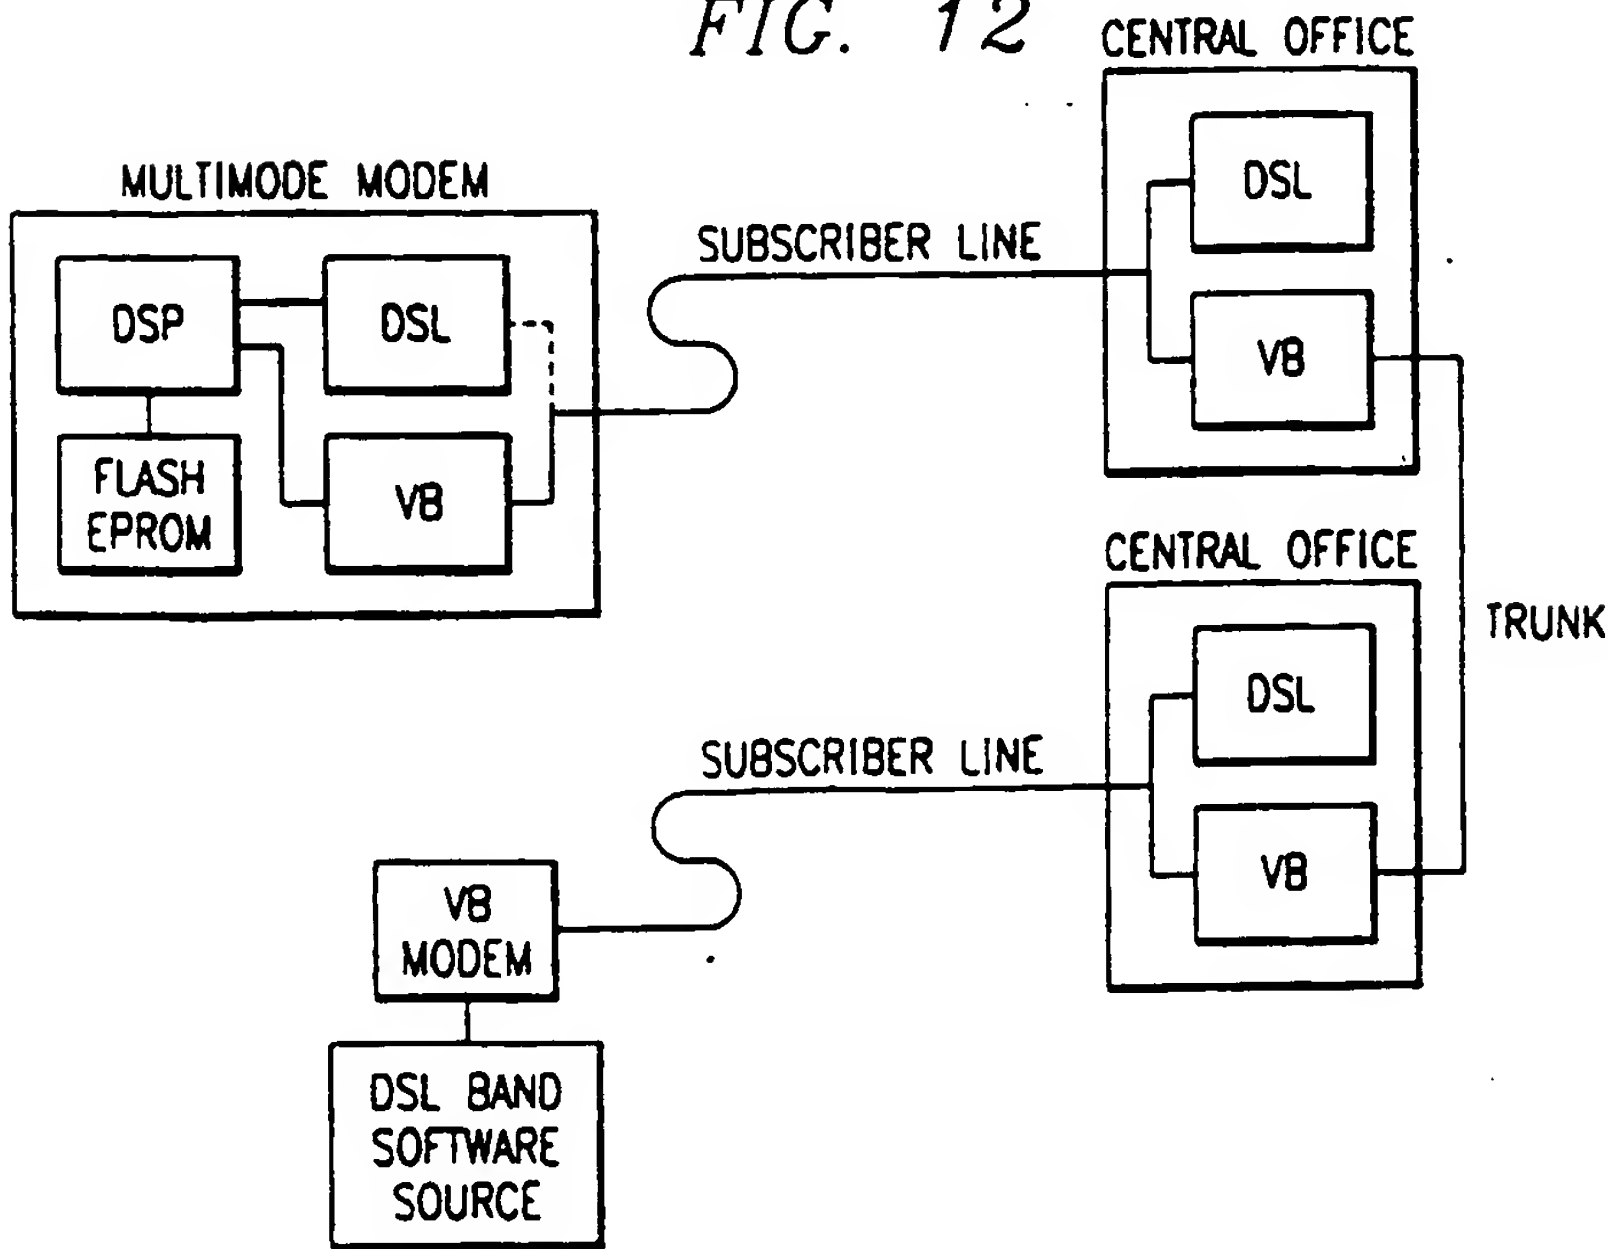 FIG. 12
CENTRAL OFFICE
DSL
VB
MULTIMODE MODEM
DSP
DSL
FLASH
EPROM
VB
SUBSCRIBER LINE
CENTRAL OFFICE
DSL
VB
TRUNK
SUBSCRIBER LINE
VB
MODEM
DSL BAND
SOFTWARE
SOURCE